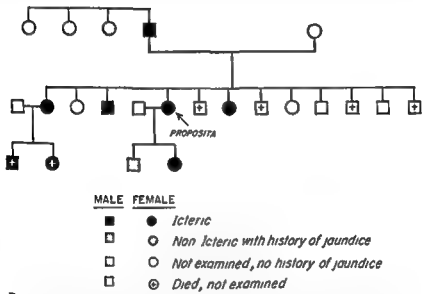 PROPOSITA
MALE FEMALE
Icteric
Non Icteric with history of jaundice
Not examined, no history of jaundice
Died, not examined